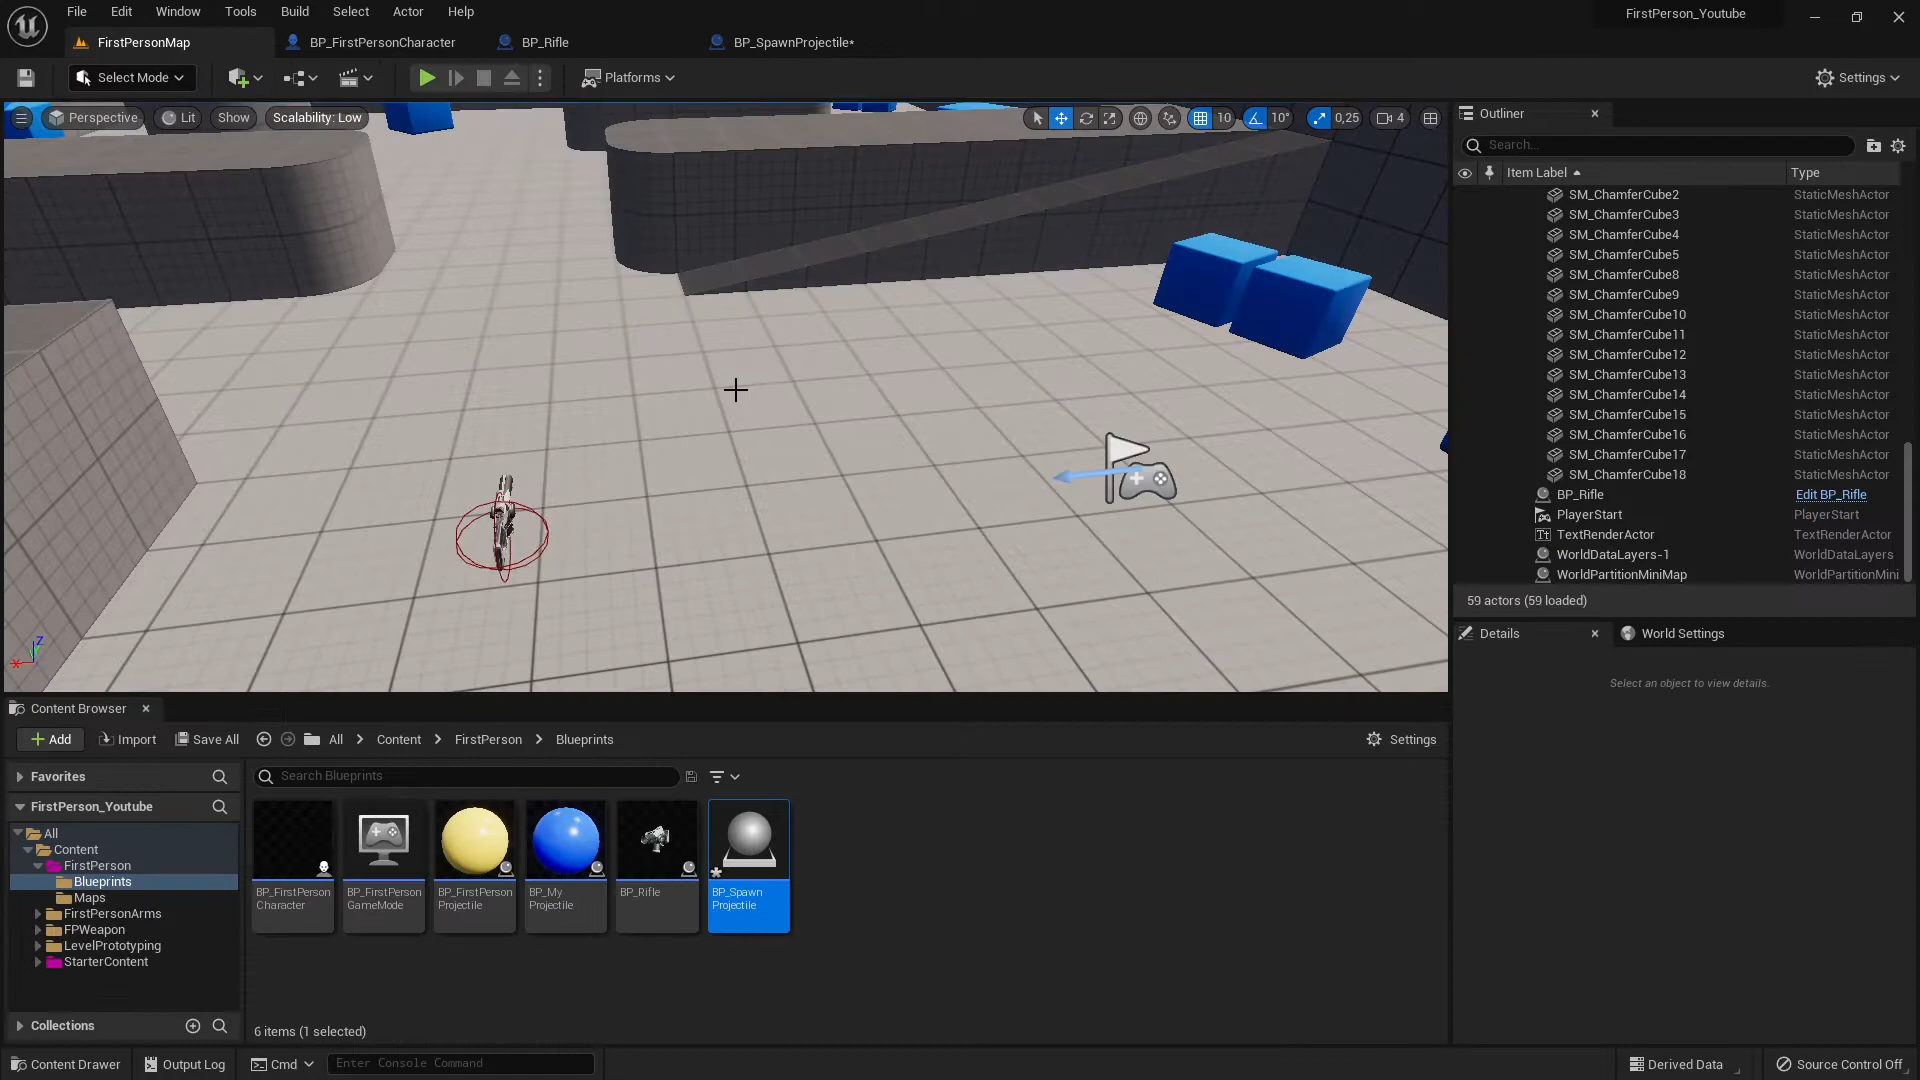 File Edit Window Tools Build Select Actor Help
FirstPerson_Youtube
FirstPersonMap
BP_FirstPersonCharacter
BP_Rifle
BP_SpawnProjectile*
Select Mode
Platforms
Settings
Perspective
Lit
Show
Scalability: Low
10
10°
0,25
4
Outliner
Search...
Item Label
Type
SM_ChamferCube2 StaticMeshActor
SM_ChamferCube3 StaticMeshActor
SM_ChamferCube4 StaticMeshActor
SM_ChamferCube5 StaticMeshActor
SM_ChamferCube8 StaticMeshActor
SM_ChamferCube9 StaticMeshActor
SM_ChamferCube10 StaticMeshActor
SM_ChamferCube11 StaticMeshActor
SM_ChamferCube12 StaticMeshActor
SM_ChamferCube13 StaticMeshActor
SM_ChamferCube14 StaticMeshActor
SM_ChamferCube15 StaticMeshActor
SM_ChamferCube16 StaticMeshActor
SM_ChamferCube17 StaticMeshActor
SM_ChamferCube18 StaticMeshActor
BP_Rifle Edit BP_Rifle
PlayerStart PlayerStart
TextRenderActor TextRenderActor
WorldDataLayers-1 WorldDataLayers
WorldPartitionMiniMap WorldPartitionMini
59 actors (59 loaded)
Details
World Settings
Select an object to view details.
Z
X
Content Browser
Add
Import
Save All
All
Content
FirstPerson
Blueprints
Settings
Favorites
Search Blueprints
FirstPerson_Youtube
All
Content
FirstPerson
Blueprints
Maps
FirstPersonArms
FPWeapon
LevelPrototyping
StarterContent
BP_FirstPerson
Character
BP_FirstPerson
GameMode
BP_FirstPerson
Projectile
BP_My
Projectile
BP_Rifle
BP_Spawn
Projectile
Collections
6 items (1 selected)
Content Drawer
Output Log
Cmd
Enter Console Command
Derived Data
Source Control Off